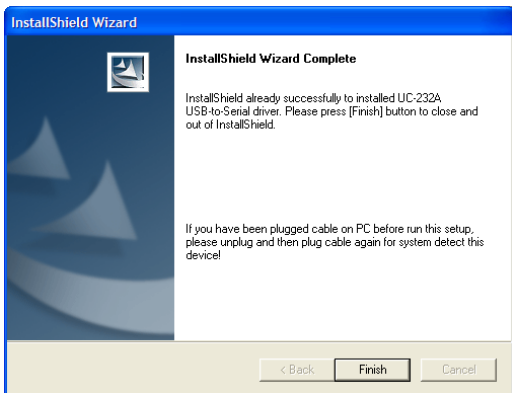 InstallShield Wizard
InstallShield Wizard Complete
InstallShield already successfully to installed UC-232A
USB-to-Serial driver. Please press [Finish] button to close and
out of InstallShield.
If you have been plugged cable on PC before run this setup,
please unplug and then plug cable again for system detect this
device!
< Back
Finish
Cancel